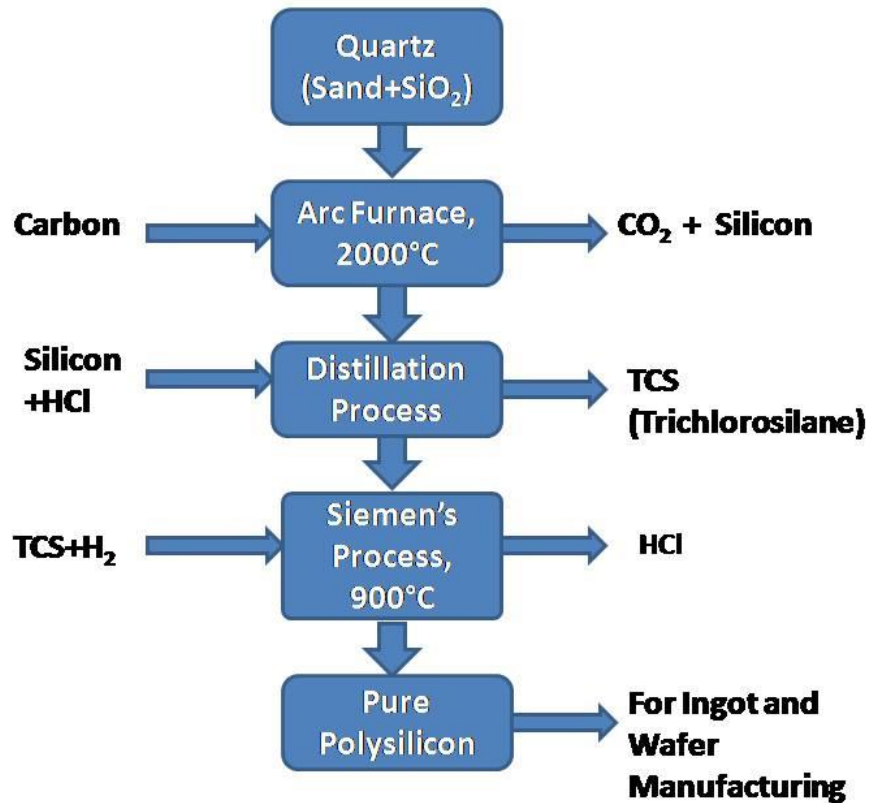 Quartz
(Sand+SiO₂)
Carbon
Arc Furnace,
2000°C
CO₂ + Silicon
Silicon
+HCl
Distillation
Process
TCS
(Trichlorosilane)
TCS+H₂
Siemen's
Process,
900°C
HCl
Pure
Polysilicon
For Ingot and
Wafer
Manufacturing